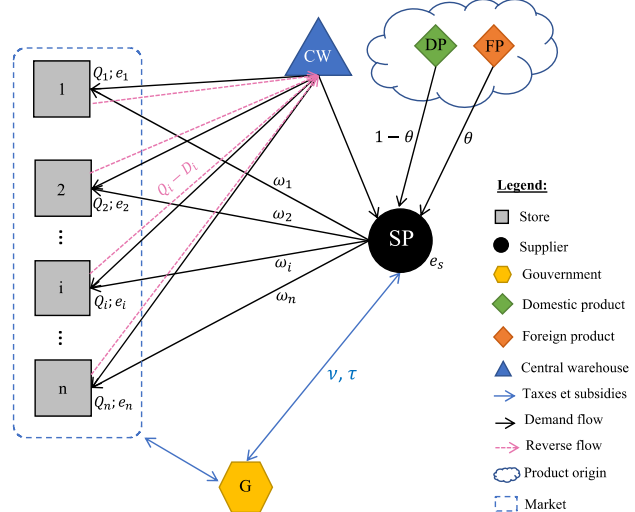 CW
DP
FP
1
Q₁; e₁
1 − θ
θ
Qᵢ − Dᵢ
ω₁
2
Q₂; e₂
ω₂
SP
eₛ
⋮
i
Qᵢ; eᵢ
ωᵢ
ωₙ
⋮
n
Qₙ; eₙ
ν, τ
G
Legend:
Store
Supplier
Gouvernment
Domestic product
Foreign product
Central warehouse
Taxes et subsidies
Demand flow
Reverse flow
Product origin
Market